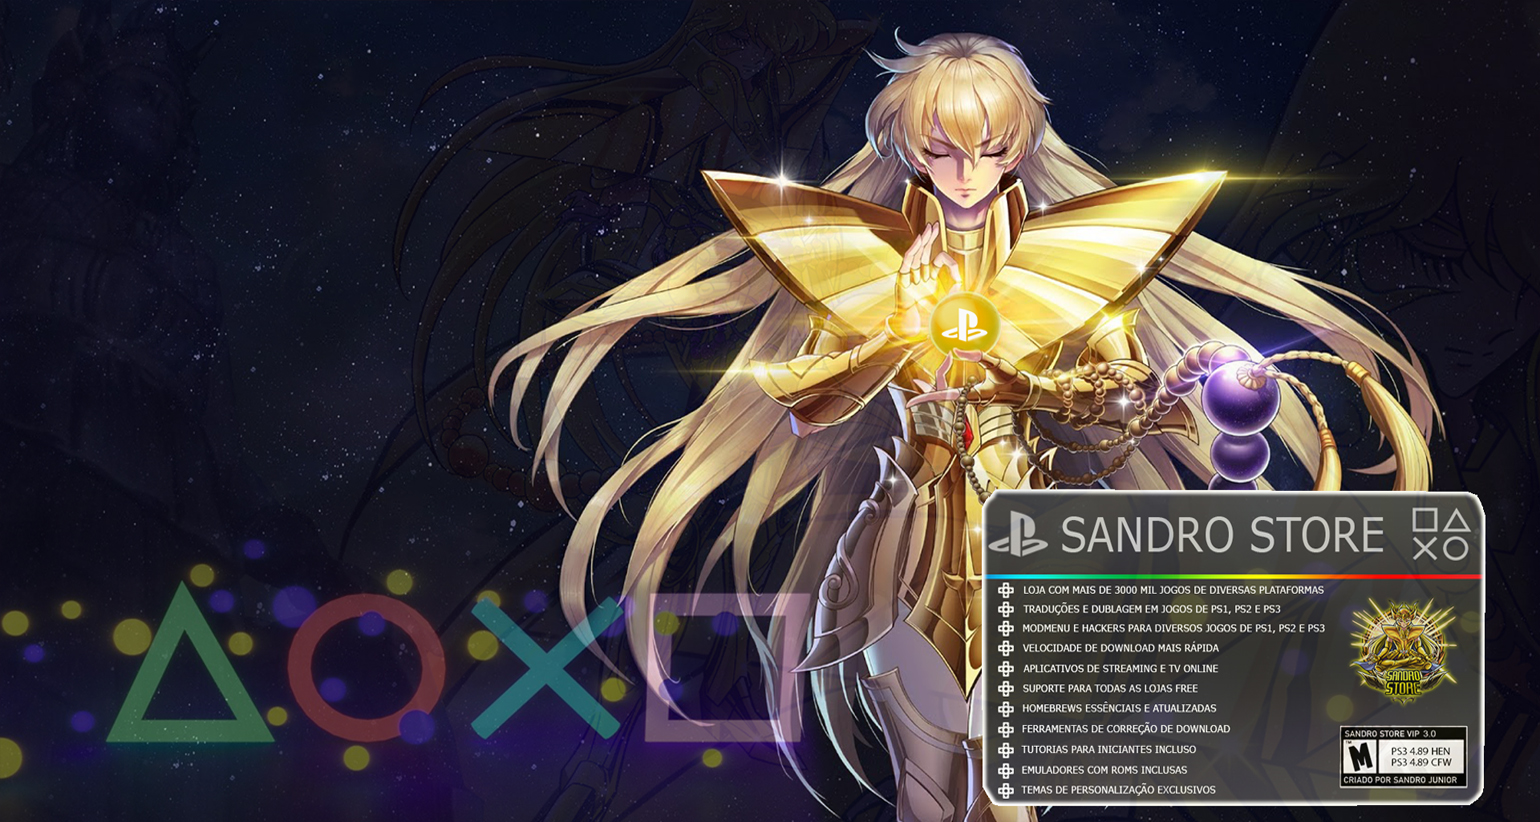 SANDRO STORE
LOJA COM MAIS DE 3000 MIL JOGOS DE DIVERSAS PLATAFORMAS
TRADUÇÕES E DUBLAGEM EM JOGOS DE PS1, PS2 E PS3
MODMENU E HACKERS PARA DIVERSOS JOGOS DE PS1, PS2 E PS3
VELOCIDADE DE DOWNLOAD MAIS RÁPIDA
APLICATIVOS DE STREAMING E TV ONLINE
SUPORTE PARA TODAS AS LOJAS FREE
HOMEBREWS ESSÊNCIAIS E ATUALIZADAS
FERRAMENTAS DE CORREÇÃO DE DOWNLOAD
TUTORIAS PARA INICIANTES INCLUSO
EMULADORES COM ROMS INCLUSAS
TEMAS DE PERSONALIZAÇÃO EXCLUSIVOS
SANDRO
STORE
SANDRO STORE VIP 3.0
M™
PS3 4.89 HEN
PS3 4.89 CFW
CRIADO POR SANDRO JUNIOR